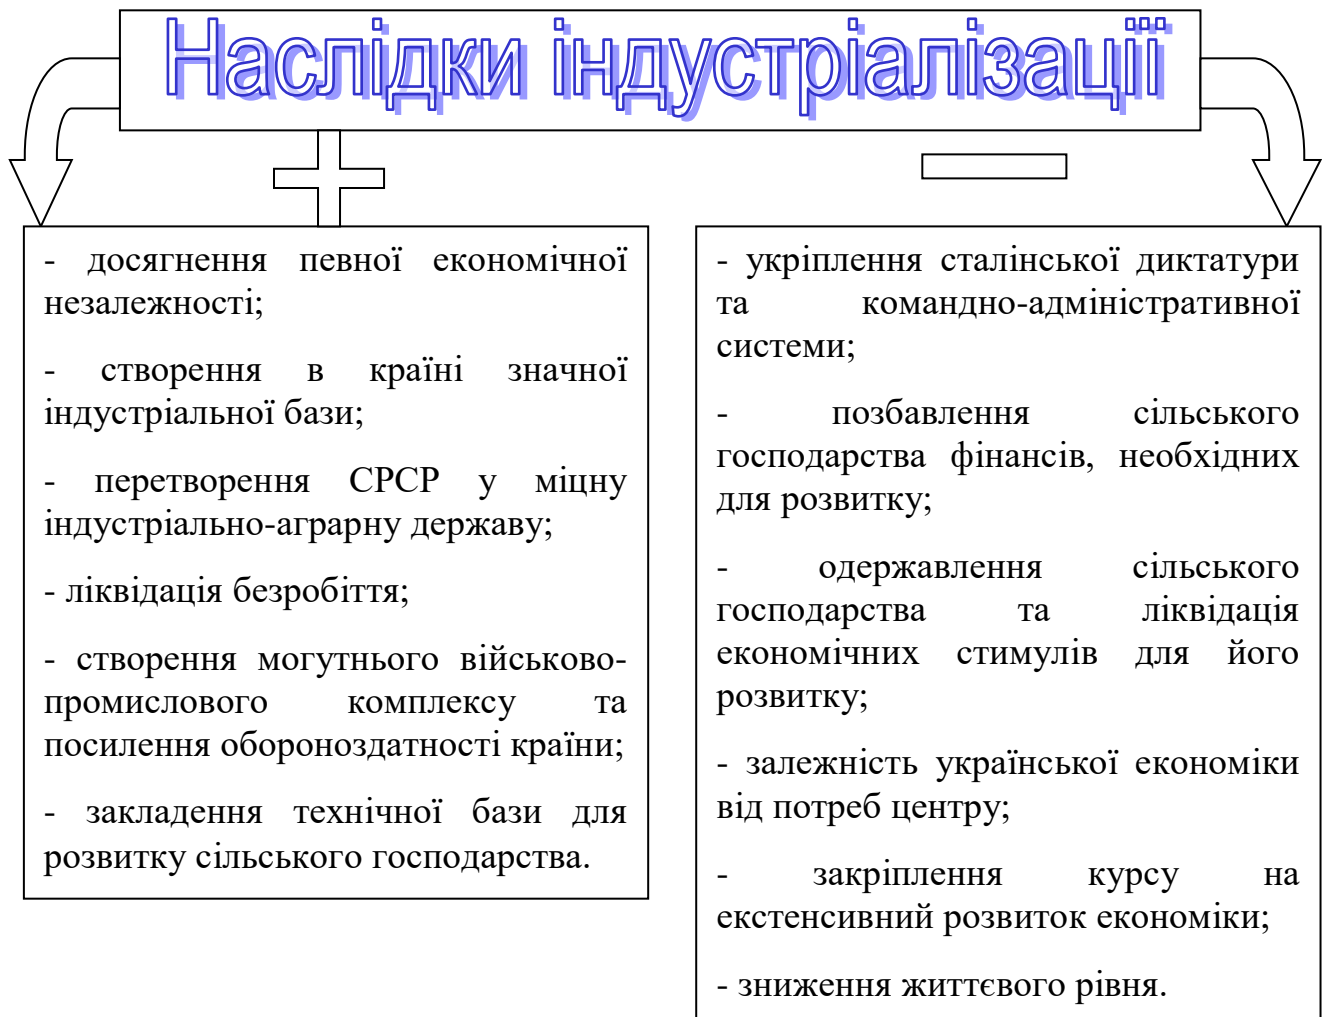 Наслідки індустріалізації
- досягнення певної економічної
незалежності;
- створення в країні значної
індустріальної бази;
- перетворення СРСР у міцну
індустріально-аграрну державу;
- ліквідація безробіття;
- створення могутнього військово-
промислового комплексу та
посилення обороноздатності країни;
- закладення технічної бази для
розвитку сільського господарства.
- укріплення сталінської диктатури
та командно-адміністративної
системи;
- позбавлення сільського
господарства фінансів, необхідних
для розвитку;
- одержавлення сільського
господарства та ліквідація
економічних стимулів для його
розвитку;
- залежність української економіки
від потреб центру;
- закріплення курсу на
екстенсивний розвиток економіки;
- зниження життєвого рівня.